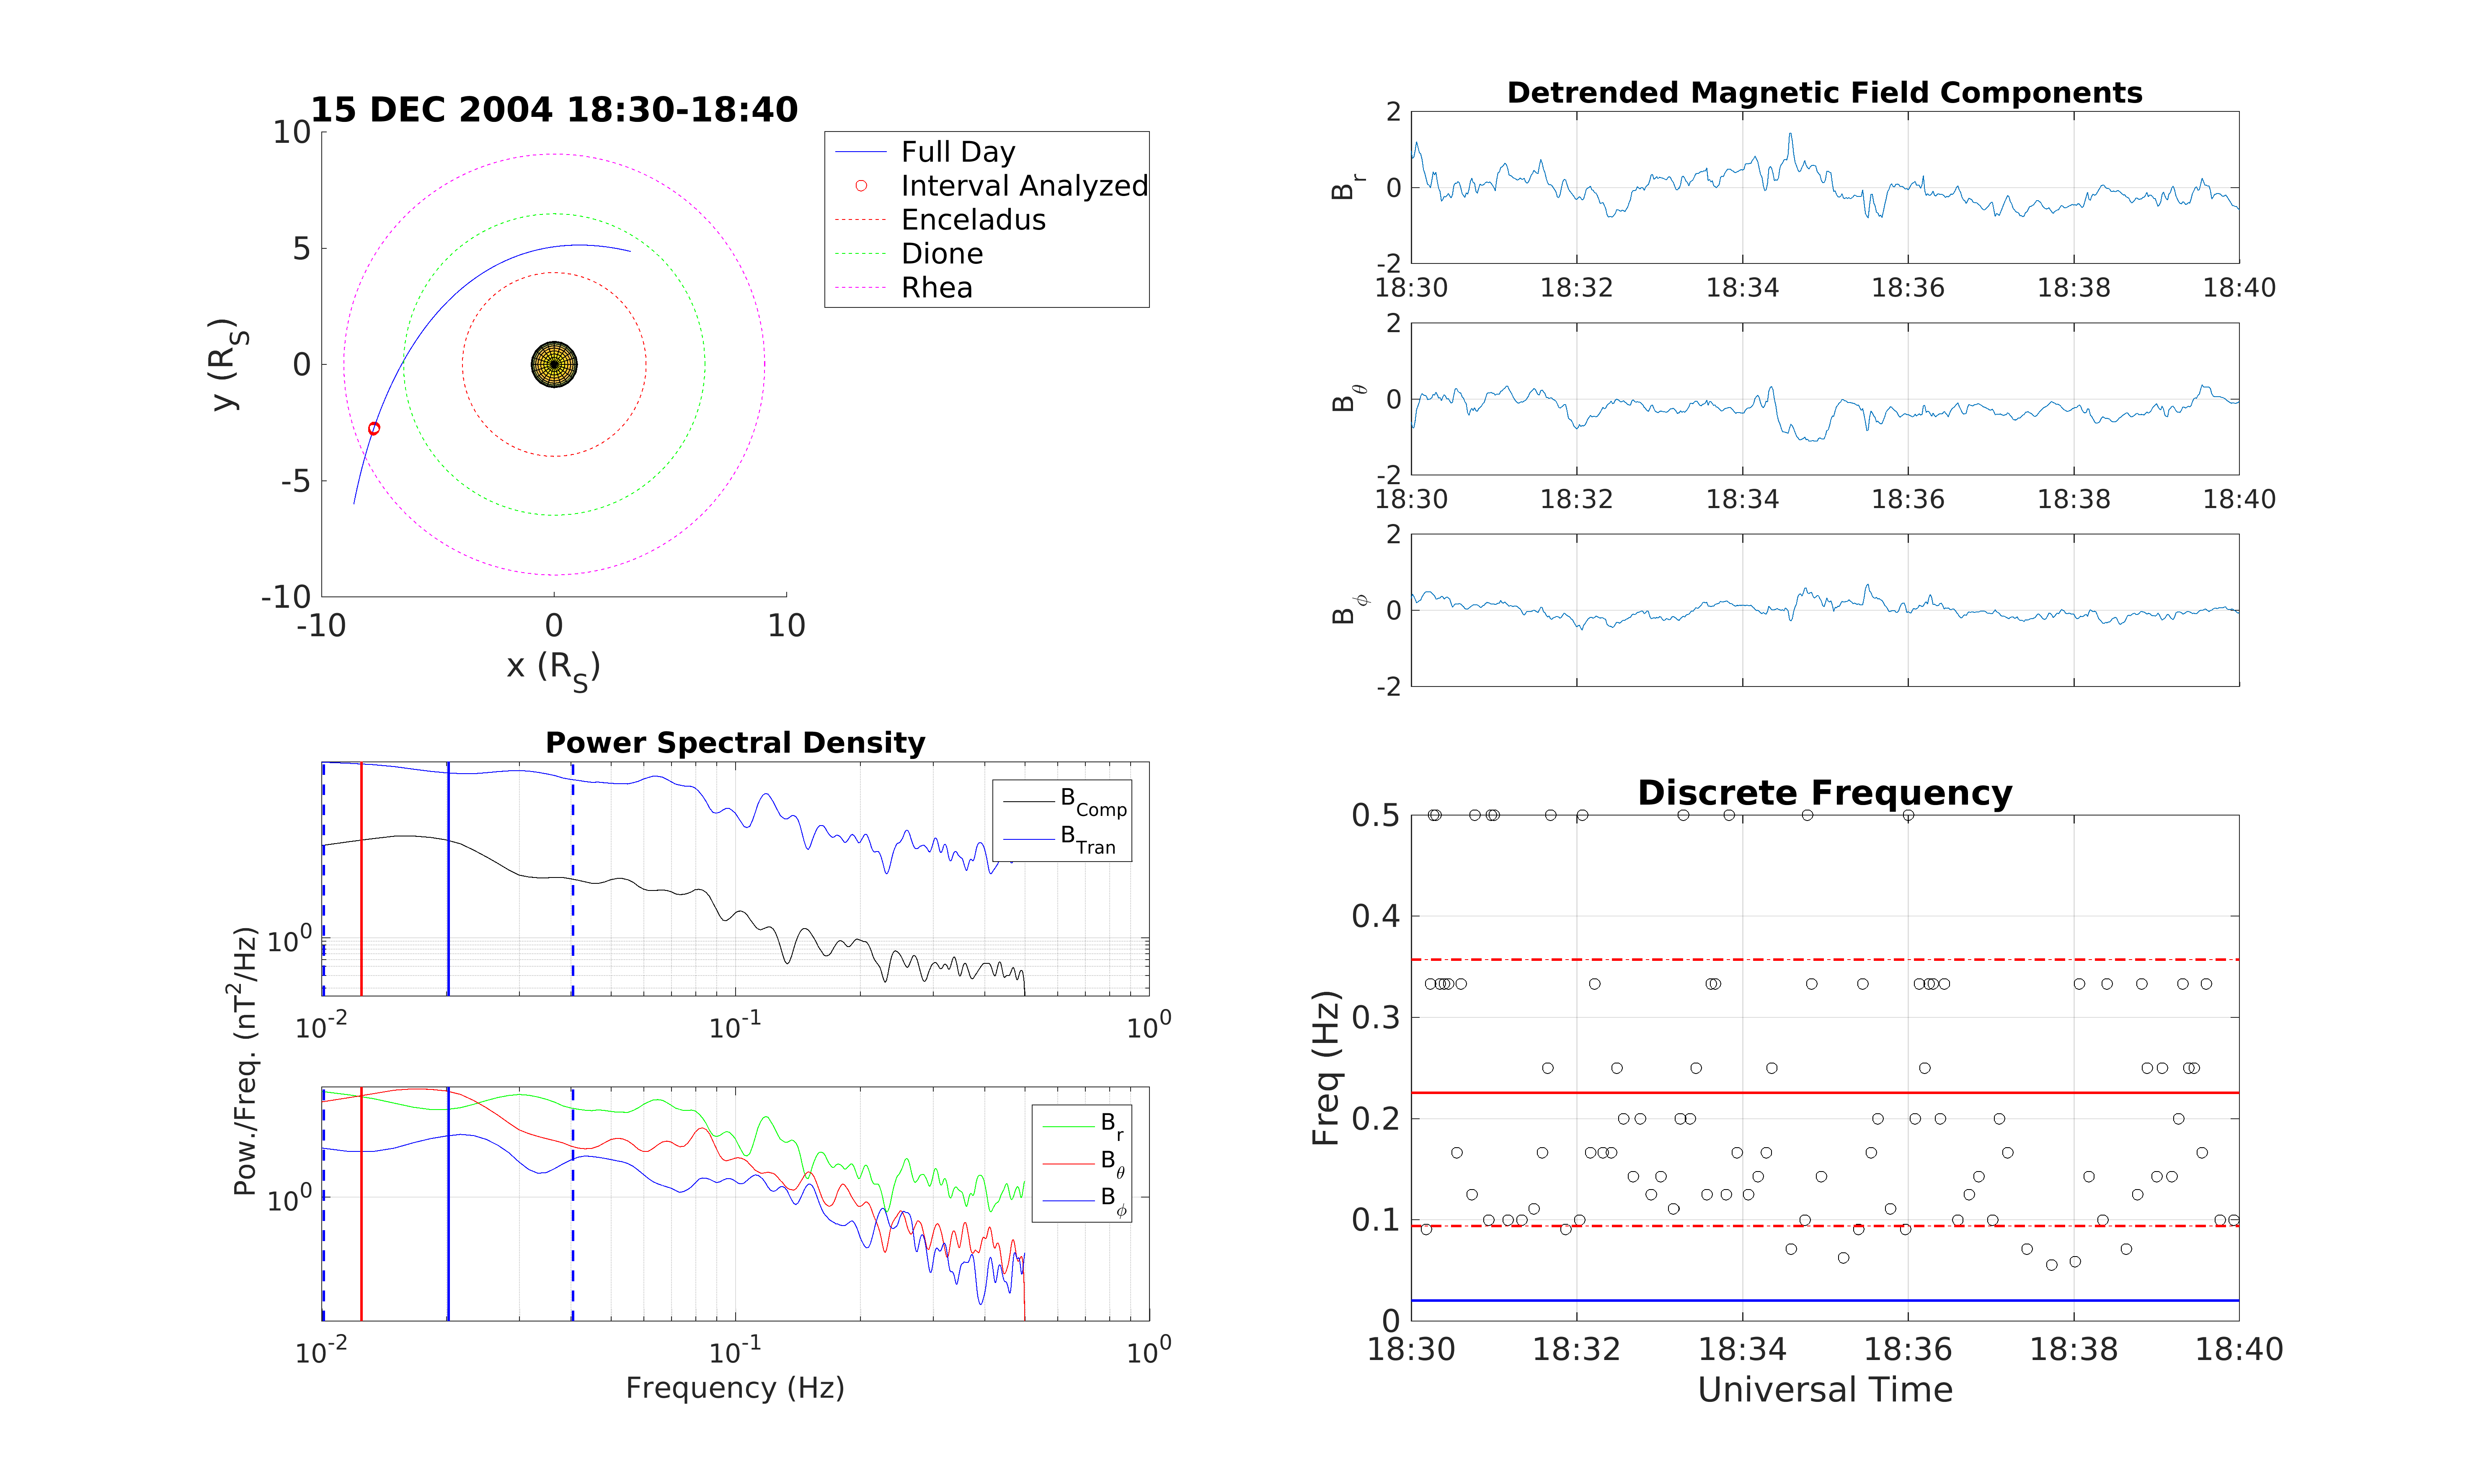 15 DEC 2004 18:30-18:40
10
5
0
-5
-10
-10
0
10
y (R_S)
x (R_S)
Full Day
Interval Analyzed
Enceladus
Dione
Rhea
Detrended Magnetic Field Components
B_r
2
0
-2
18:30
18:32
18:34
18:36
18:38
18:40
B_θ
2
0
-2
18:30
18:32
18:34
18:36
18:38
18:40
B_ϕ
2
0
-2
Power Spectral Density
B_Comp
B_Tran
10^0
10^-2
10^-1
10^0
Pow./Freq. (nT^2/Hz)
B_r
B_θ
B_ϕ
10^0
10^-2
10^-1
10^0
Frequency (Hz)
Discrete Frequency
Freq (Hz)
0.5
0.4
0.3
0.2
0.1
0
18:30
18:32
18:34
18:36
18:38
18:40
Universal Time